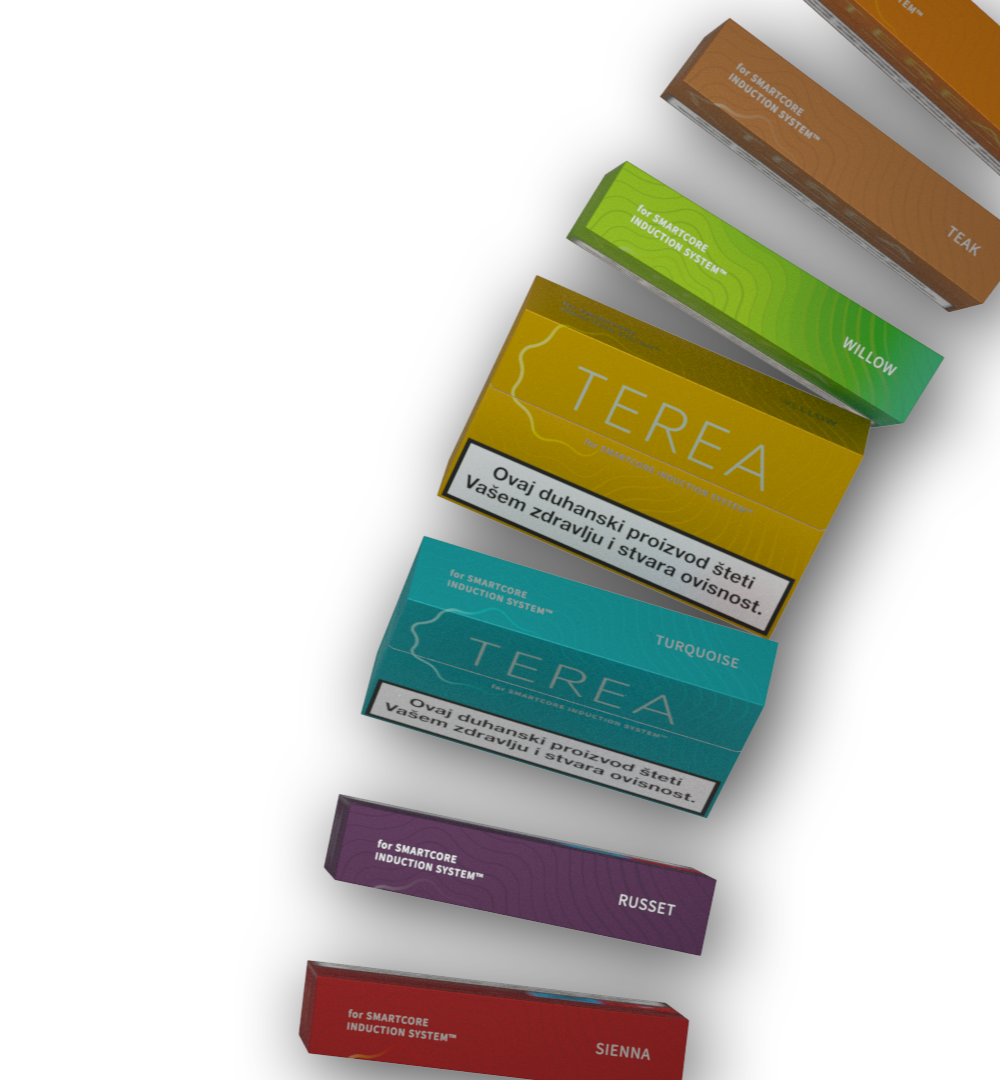 for SMARTCORE
INDUCTION SYSTEM™
TEAK
for SMARTCORE
INDUCTION SYSTEM™
WILLOW
YELLOW
TEREA
for SMARTCORE INDUCTION SYSTEM™
Ovaj duhanski proizvod šteti
Vašem zdravlju i stvara ovisnost.
for SMARTCORE
INDUCTION SYSTEM™
TURQUOISE
TEREA
for SMARTCORE INDUCTION SYSTEM™
Ovaj duhanski proizvod šteti
Vašem zdravlju i stvara ovisnost.
for SMARTCORE
INDUCTION SYSTEM™
RUSSET
for SMARTCORE
INDUCTION SYSTEM™
SIENNA